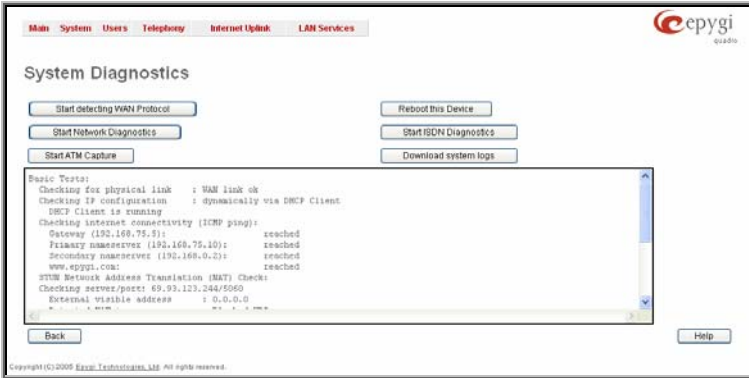 Main System Users Telephony Internet Uplink LAN Services
epygi
quadro
System Diagnostics
Start detecting WAN Protocol
Reboot this Device
Start Network Diagnostics
Start ISDN Diagnostics
Start ATM Capture
Download system logs
Basic Tests:
Checking for physical link : WAN link ok
Checking IP configuration : dynamically via DHCP Client
DHCP Client is running
Checking internet connectivity (ICMP ping):
Gateway (192.168.75.5): reached
Primary nameserver (192.168.75.10): reached
Secondary nameserver (192.168.0.2): reached
www.epygi.com: reached
STUN Network Address Translation (NAT) Check:
Checking server/port: 69.93.123.244/5060
External visible address : 0.0.0.0
Back
Help
Copyright (C) 2005 Epygi Technologies, Ltd. All rights reserved.